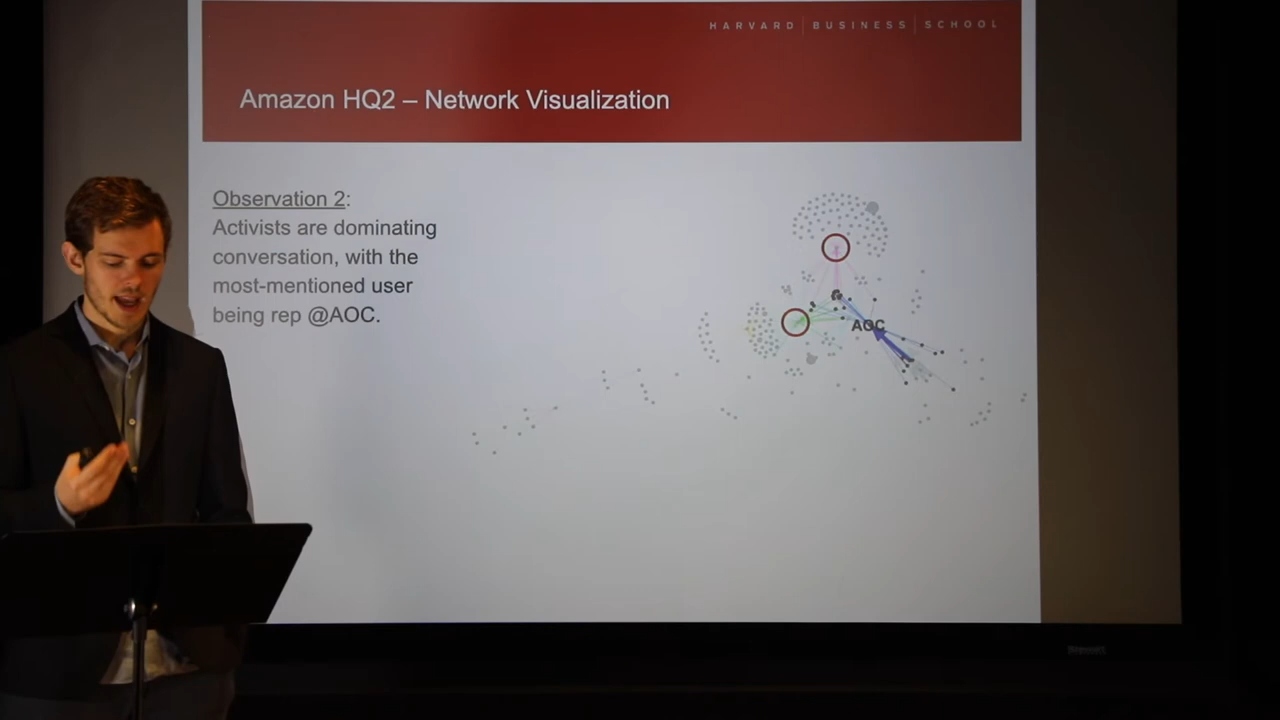 HARVARD | BUSINESS | SCHOOL
Amazon HQ2 – Network Visualization
Observation 2:
Activists are dominating
conversation, with the
most-mentioned user
being rep @AOC.
AOC